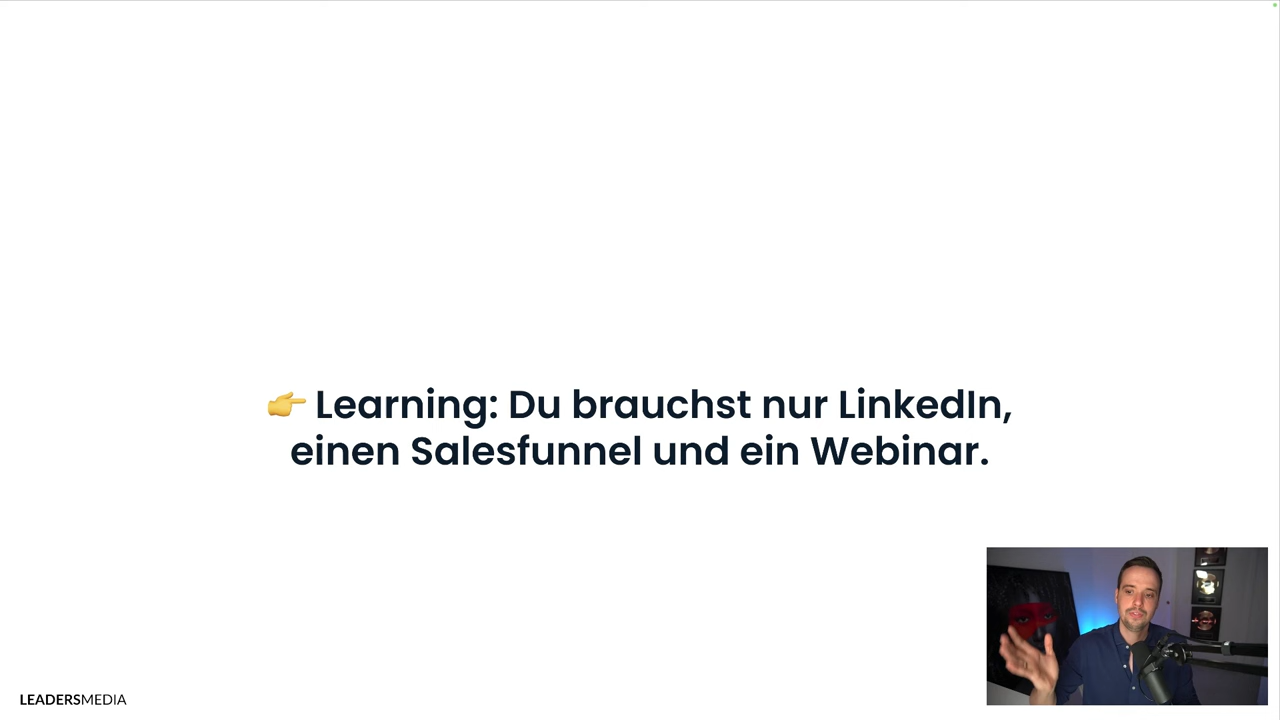 👉 Learning: Du brauchst nur LinkedIn,
einen Salesfunnel und ein Webinar.
LEADERSMEDIA